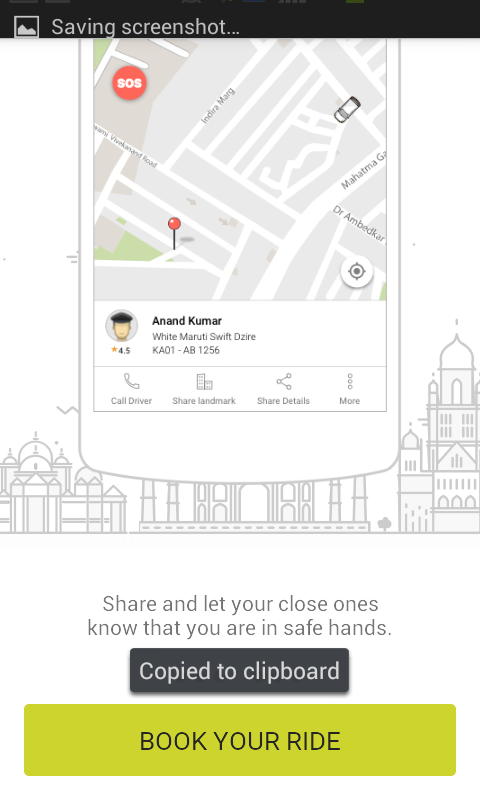 Saving screenshot...
SOS
Indira Marg
Vivekanand Road
Mahatma Ga
Dr Ambedkar
Anand Kumar
White Maruti Swift Dzire
4.5
KA01 - AB 1256
Call Driver
Share landmark
Share Details
More
Share and let your close ones
know that you are in safe hands.
Copied to clipboard
BOOK YOUR RIDE